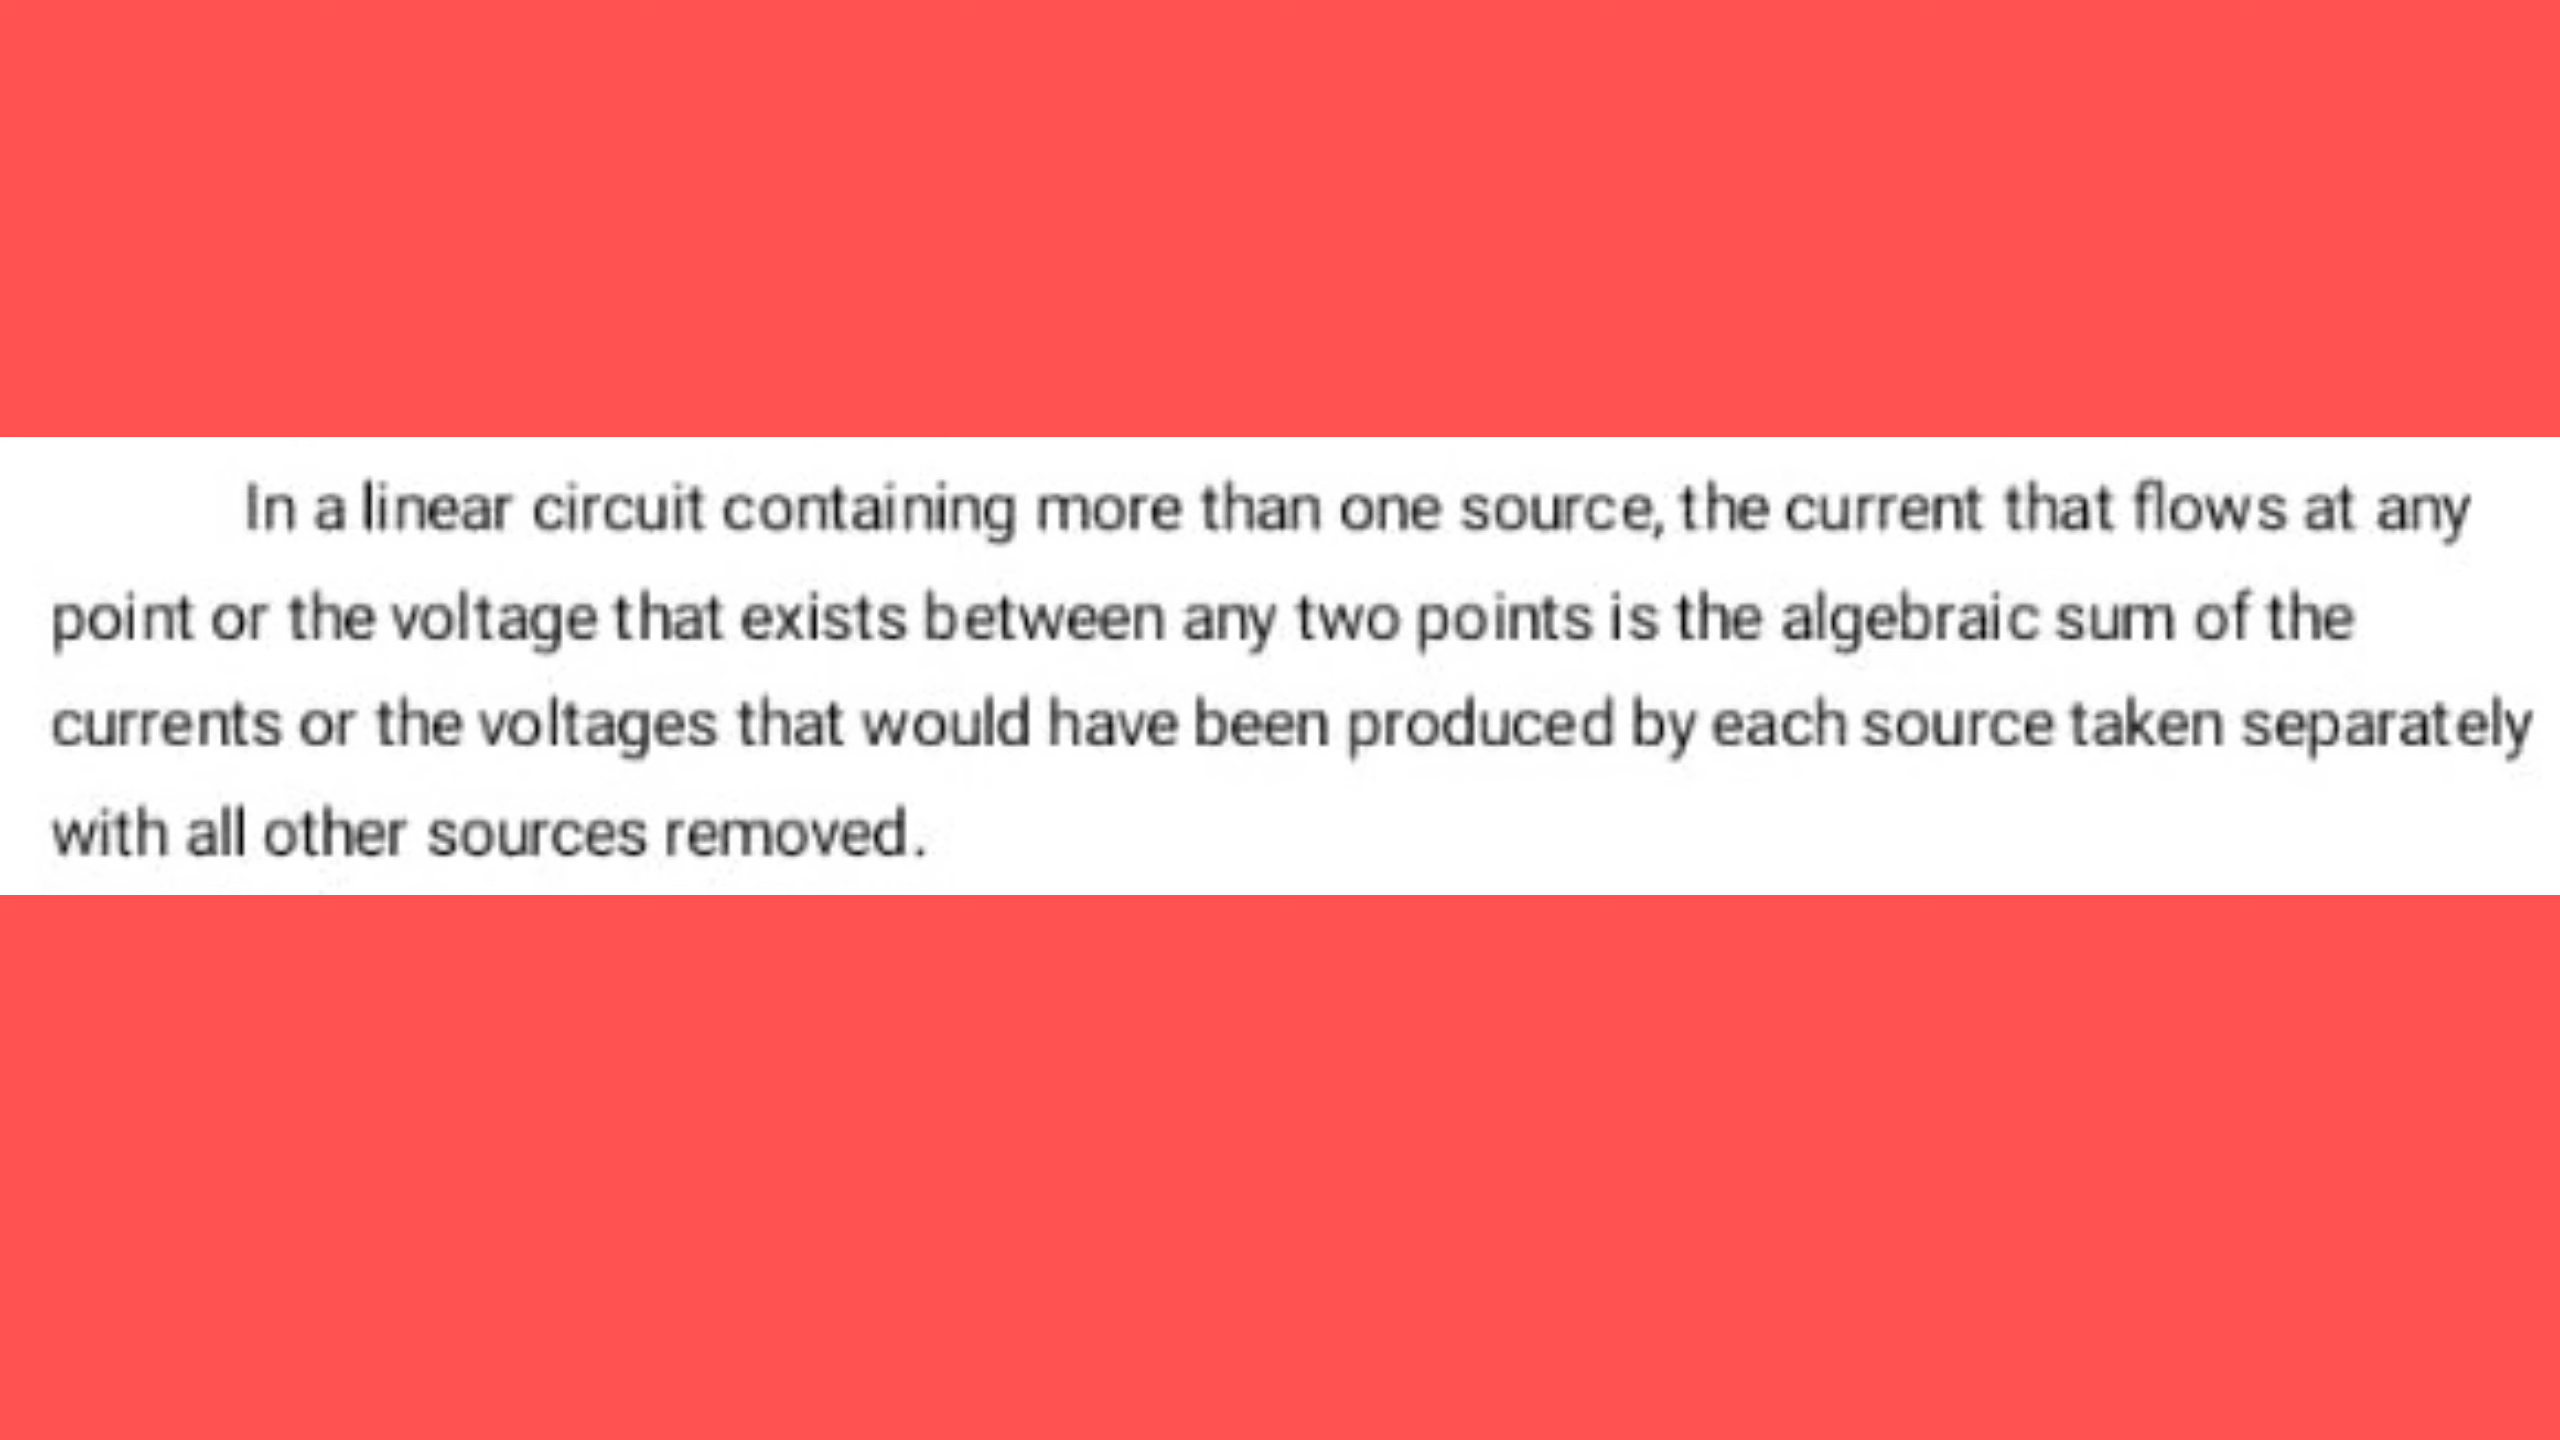 In a linear circuit containing more than one source, the current that flows at any
point or the voltage that exists between any two points is the algebraic sum of the
currents or the voltages that would have been produced by each source taken separately
with all other sources removed.